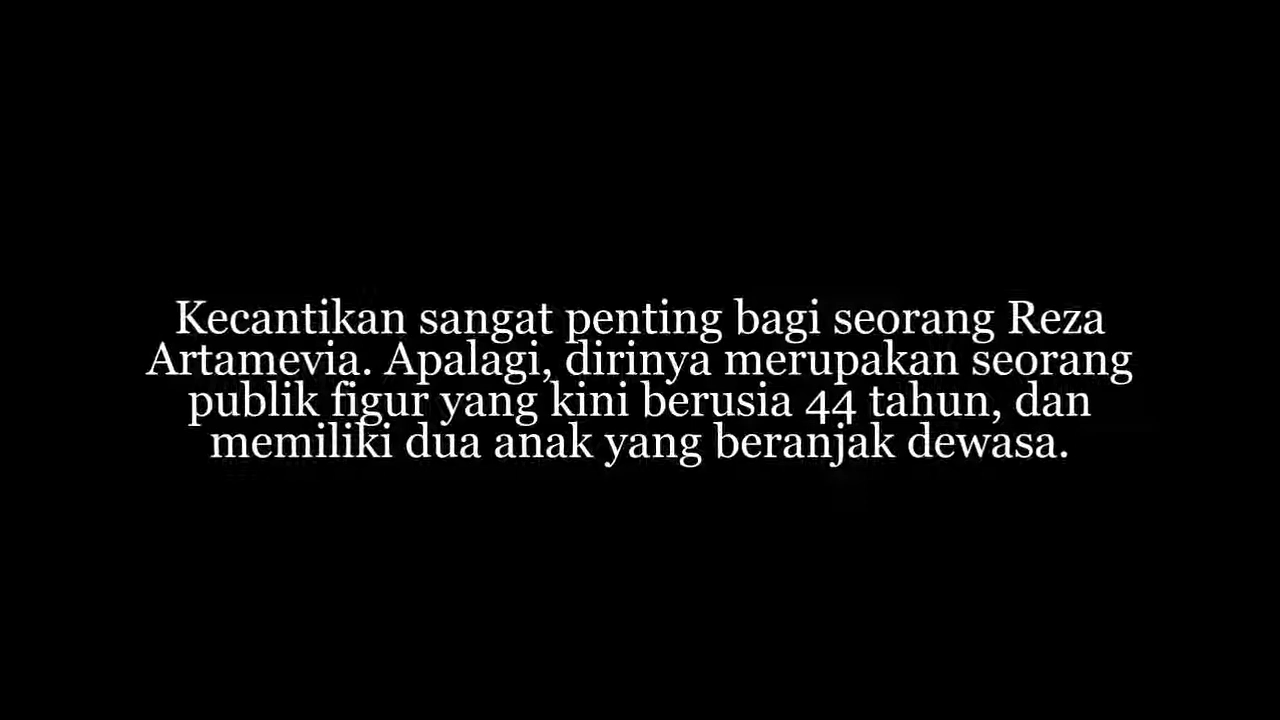 Kecantikan sangat penting bagi seorang Reza
Artamevia. Apalagi, dirinya merupakan seorang
publik figur yang kini berusia 44 tahun, dan
memiliki dua anak yang beranjak dewasa.